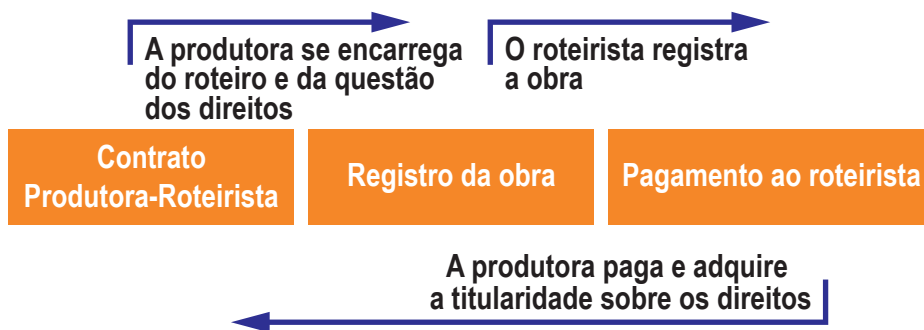 A produtora se encarrega
do roteiro e da questão
dos direitos
O roteirista registra
a obra
Contrato
Produtora-Roteirista
Registro da obra
Pagamento ao roteirista
A produtora paga e adquire
a titularidade sobre os direitos